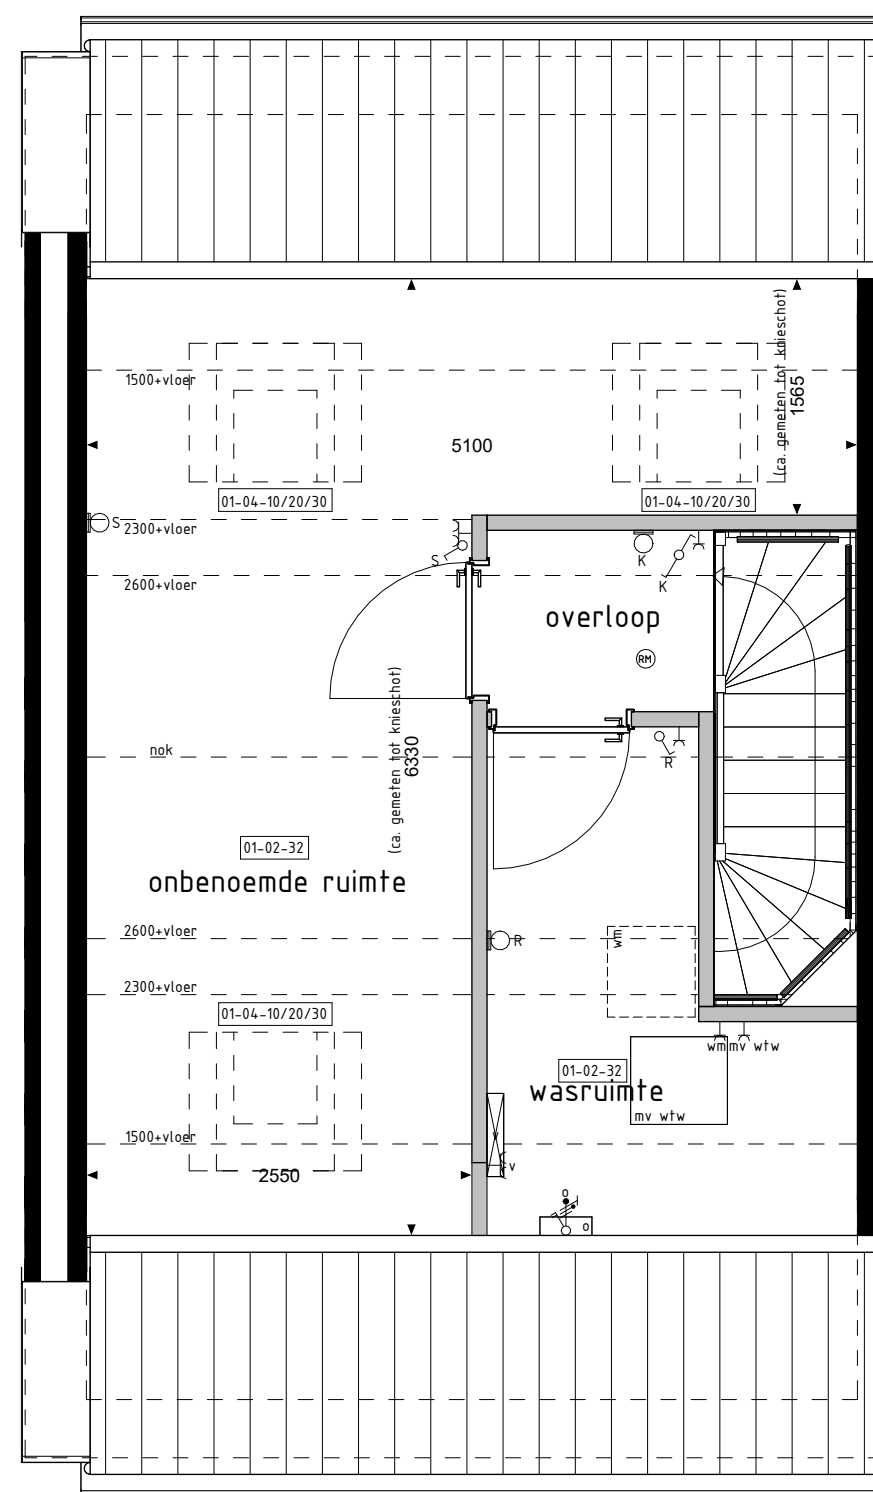 (ca. gemeten tot knieschot)
1565
1500+vloer
5100
01-04-10/20/30
01-04-10/20/30
S
2300+vloer
S
K
2600+vloer
K
overloop
RM
(ca. gemeten tot knieschot)
6330
nok
R
01-02-32
onbenoemde ruimte
2600+vloer
R
wm
2300+vloer
01-04-10/20/30
wm
mv wtw
01-02-32
wasruimte
mv wtw
1500+vloer
v
v
2550
o
o